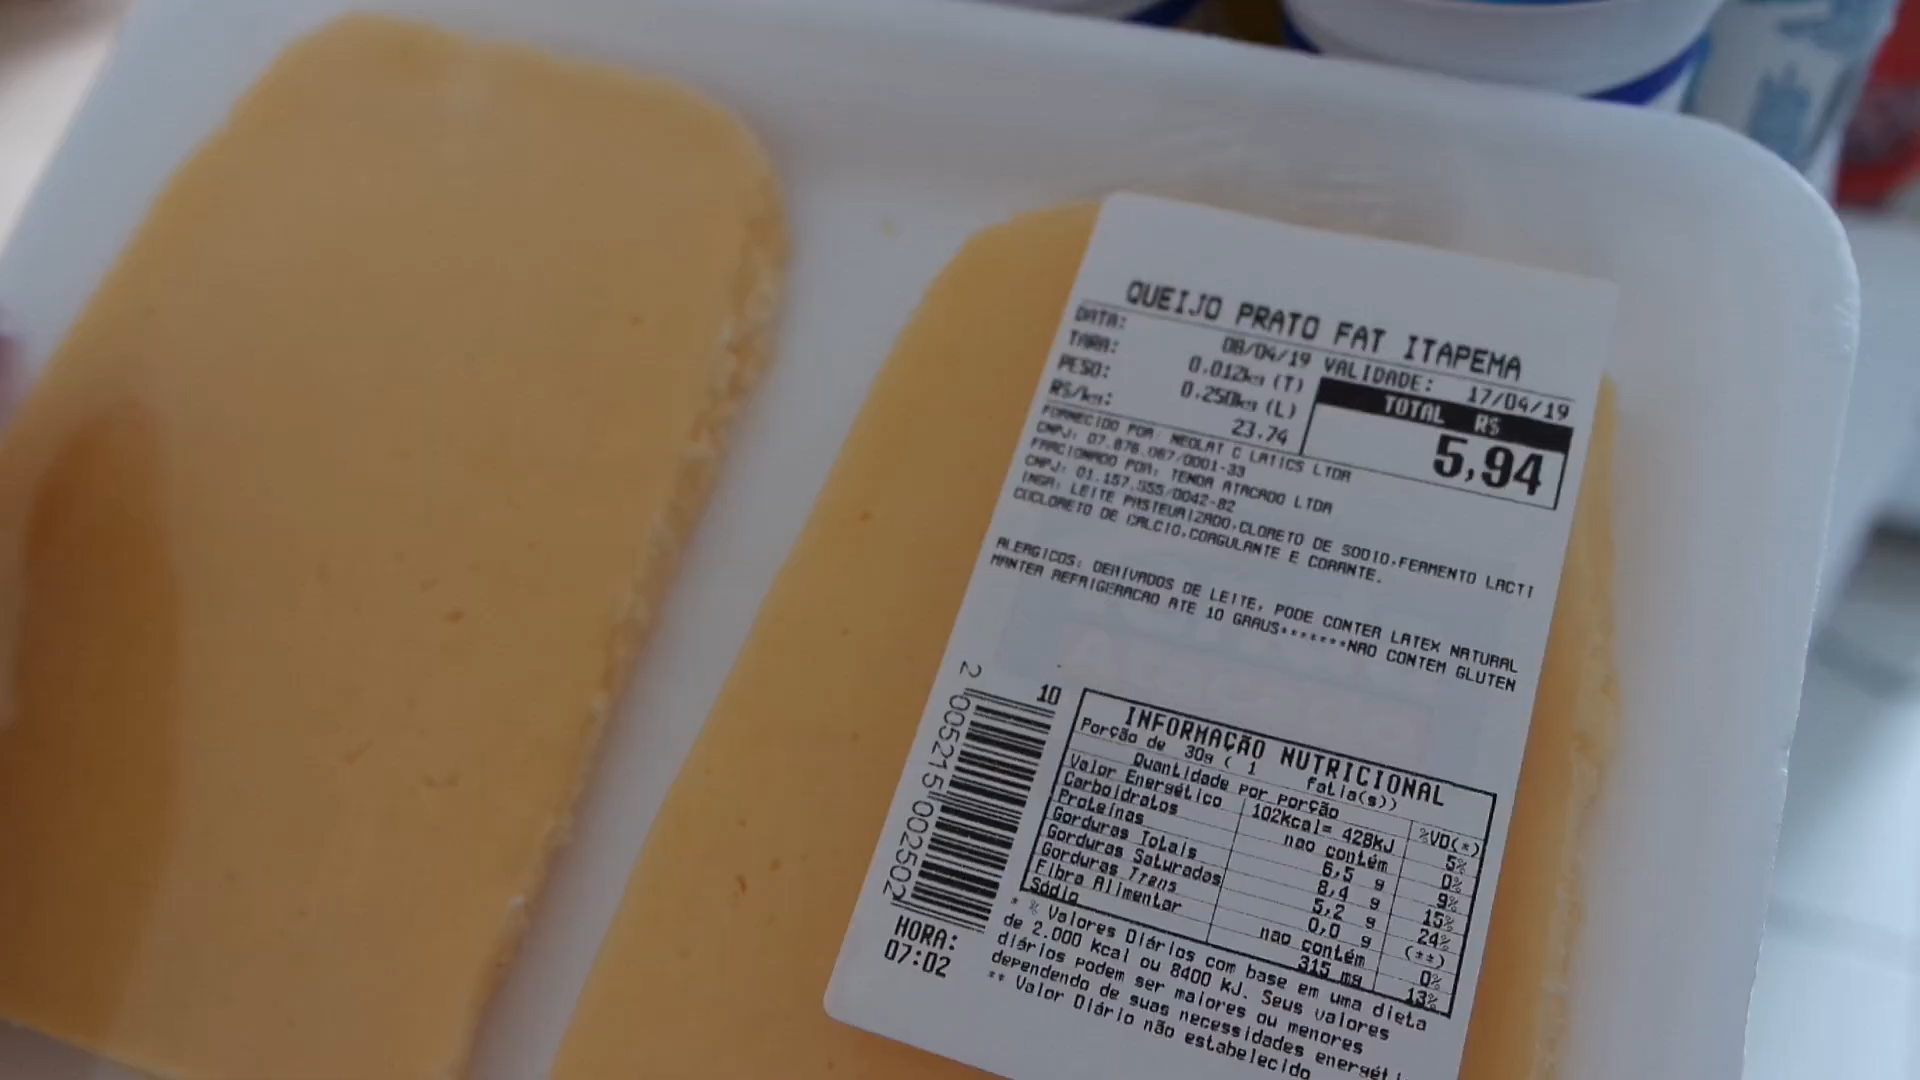 QUEIJO PRATO FAT ITAPEMA
DATA: 08/04/19 VALIDADE: 17/04/19
TARA: 0.012kg (T)
PESO: 0.250kg (L)
R$/kg: 23.74
TOTAL R$
5,94
FORNECIDO POR: NEOLAT C LATICS LTDA
CNPJ: 07.876.087/0001-33
FRACIONADO POR: TENDA ATACADO LTDA
CNPJ: 01.157.555/0042-82
INGR: LEITE PASTEURIZADO,CLORETO DE SODIO,FERMENTO LACTI
CO,CLORETO DE CALCIO,COAGULANTE E CORANTE.
ALERGICOS: DERIVADOS DE LEITE, PODE CONTER LATEX NATURAL
MANTER REFRIGERACAO ATE 10 GRAUS*******NAO CONTEM GLUTEN
10
2 005215 002502
HORA:
07:02
INFORMAÇÃO NUTRICIONAL
Porção de 30g ( 1 fatia(s))
Quantidade por porção %VD(*)
Valor Energético 102kcal= 428kJ 5%
Carboidratos nao contém 0%
Proteínas 6,5 g 9%
Gorduras Totais 8,4 g 15%
Gorduras Saturadas 5,2 g 24%
Gorduras Trans 0,0 g (**)
Fibra Alimentar nao contém 0%
Sódio 315 mg 13%
* % Valores Diários com base em uma dieta
de 2.000 kcal ou 8400 kJ. Seus valores
diários podem ser maiores ou menores
dependendo de suas necessidades energét
** Valor Diário não estabelecido